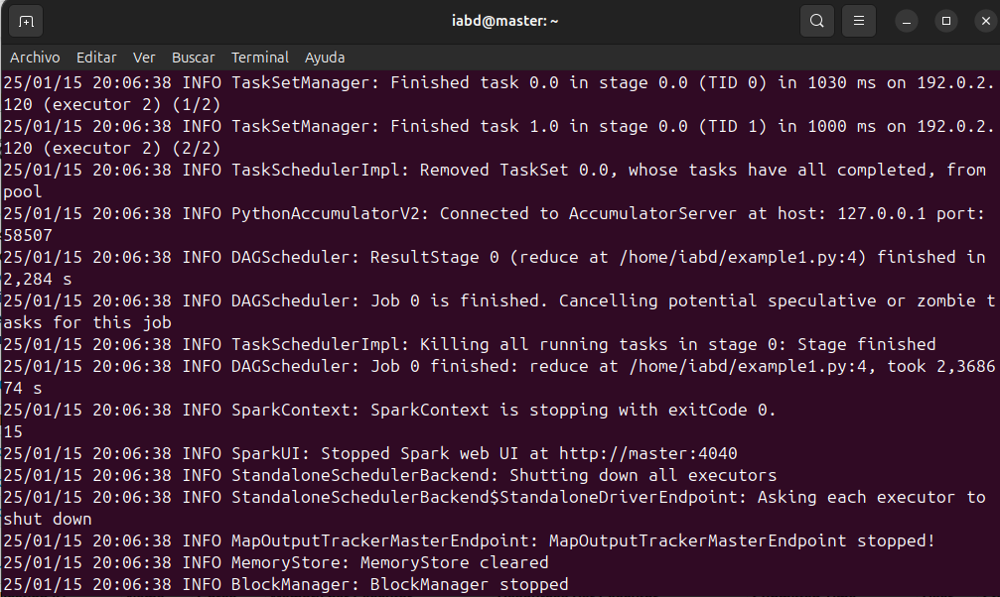 iabd@master: ~
Archivo Editar Ver Buscar Terminal Ayuda
25/01/15 20:06:38 INFO TaskSetManager: Finished task 0.0 in stage 0.0 (TID 0) in 1030 ms on 192.0.2.
120 (executor 2) (1/2)
25/01/15 20:06:38 INFO TaskSetManager: Finished task 1.0 in stage 0.0 (TID 1) in 1000 ms on 192.0.2.
120 (executor 2) (2/2)
25/01/15 20:06:38 INFO TaskSchedulerImpl: Removed TaskSet 0.0, whose tasks have all completed, from
pool
25/01/15 20:06:38 INFO PythonAccumulatorV2: Connected to AccumulatorServer at host: 127.0.0.1 port:
58507
25/01/15 20:06:38 INFO DAGScheduler: ResultStage 0 (reduce at /home/iabd/example1.py:4) finished in
2,284 s
25/01/15 20:06:38 INFO DAGScheduler: Job 0 is finished. Cancelling potential speculative or zombie t
asks for this job
25/01/15 20:06:38 INFO TaskSchedulerImpl: Killing all running tasks in stage 0: Stage finished
25/01/15 20:06:38 INFO DAGScheduler: Job 0 finished: reduce at /home/iabd/example1.py:4, took 2,3686
74 s
25/01/15 20:06:38 INFO SparkContext: SparkContext is stopping with exitCode 0.
15
25/01/15 20:06:38 INFO SparkUI: Stopped Spark web UI at http://master:4040
25/01/15 20:06:38 INFO StandaloneSchedulerBackend: Shutting down all executors
25/01/15 20:06:38 INFO StandaloneSchedulerBackend$StandaloneDriverEndpoint: Asking each executor to
shut down
25/01/15 20:06:38 INFO MapOutputTrackerMasterEndpoint: MapOutputTrackerMasterEndpoint stopped!
25/01/15 20:06:38 INFO MemoryStore: MemoryStore cleared
25/01/15 20:06:38 INFO BlockManager: BlockManager stopped